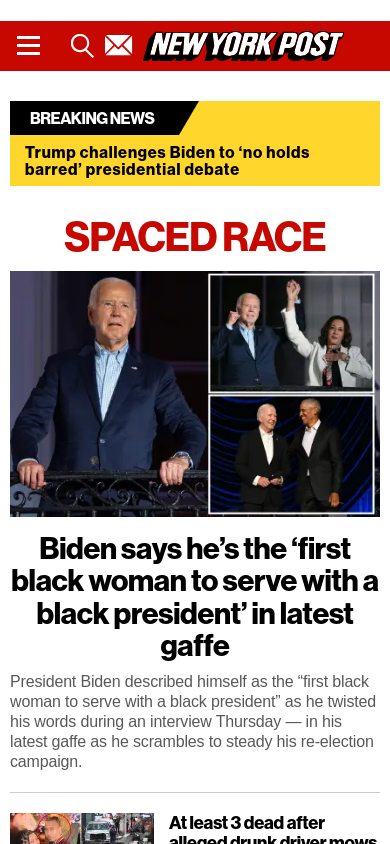 NEW YORK POST
BREAKING NEWS
Trump challenges Biden to ‘no holds
barred’ presidential debate
SPACED RACE
Biden says he’s the ‘first
black woman to serve with a
black president’ in latest
gaffe
President Biden described himself as the “first black
woman to serve with a black president” as he twisted
his words during an interview Thursday — in his
latest gaffe as he scrambles to steady his re-election
campaign.
At least 3 dead after
alleged drunk driver mows